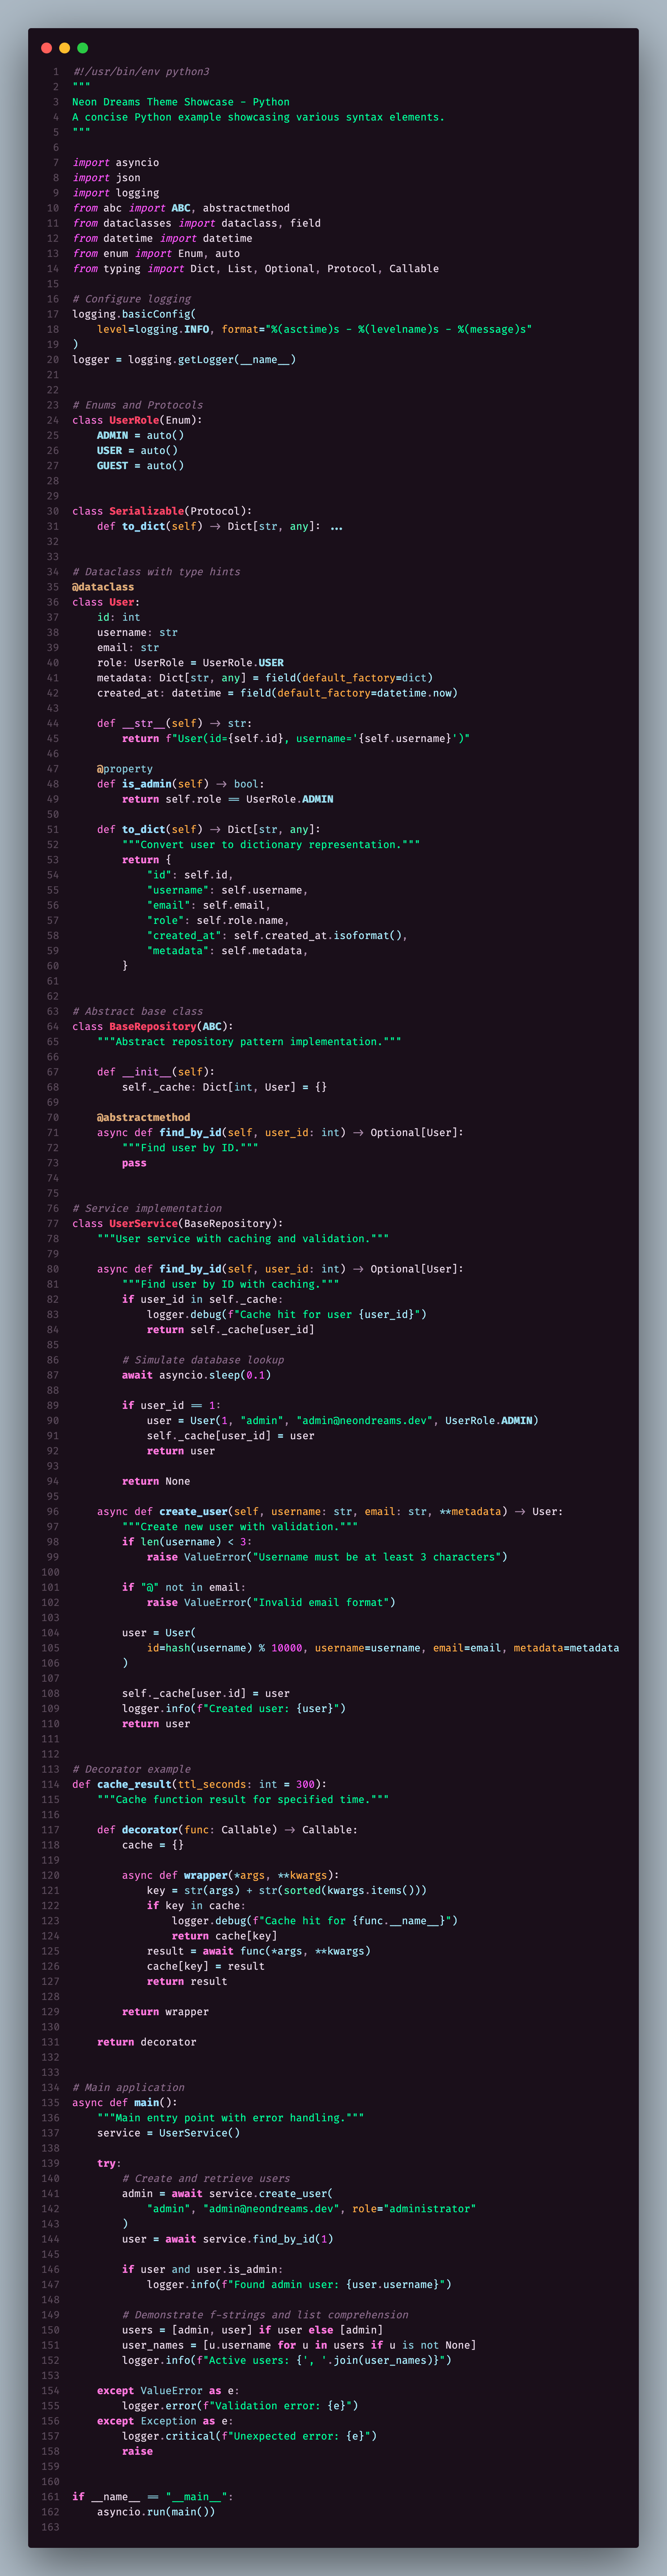 1 #!/usr/bin/env python3
2 """
3 Neon Dreams Theme Showcase - Python
4 A concise Python example showcasing various syntax elements.
5 """
6
7 import asyncio
8 import json
9 import logging
10 from abc import ABC, abstractmethod
11 from dataclasses import dataclass, field
12 from datetime import datetime
13 from enum import Enum, auto
14 from typing import Dict, List, Optional, Protocol, Callable
15
16 # Configure logging
17 logging.basicConfig(
18     level=logging.INFO, format="%(asctime)s - %(levelname)s - %(message)s"
19 )
20 logger = logging.getLogger(__name__)
21
22
23 # Enums and Protocols
24 class UserRole(Enum):
25     ADMIN = auto()
26     USER = auto()
27     GUEST = auto()
28
29
30 class Serializable(Protocol):
31     def to_dict(self) -> Dict[str, any]: ...
32
33
34 # Dataclass with type hints
35 @dataclass
36 class User:
37     id: int
38     username: str
39     email: str
40     role: UserRole = UserRole.USER
41     metadata: Dict[str, any] = field(default_factory=dict)
42     created_at: datetime = field(default_factory=datetime.now)
43
44     def __str__(self) -> str:
45         return f"User(id={self.id}, username='{self.username}')"
46
47     @property
48     def is_admin(self) -> bool:
49         return self.role == UserRole.ADMIN
50
51     def to_dict(self) -> Dict[str, any]:
52         """Convert user to dictionary representation."""
53         return {
54             "id": self.id,
55             "username": self.username,
56             "email": self.email,
57             "role": self.role.name,
58             "created_at": self.created_at.isoformat(),
59             "metadata": self.metadata,
60         }
61
62
63 # Abstract base class
64 class BaseRepository(ABC):
65     """Abstract repository pattern implementation."""
66
67     def __init__(self):
68         self._cache: Dict[int, User] = {}
69
70     @abstractmethod
71     async def find_by_id(self, user_id: int) -> Optional[User]:
72         """Find user by ID."""
73         pass
74
75
76 # Service implementation
77 class UserService(BaseRepository):
78     """User service with caching and validation."""
79
80     async def find_by_id(self, user_id: int) -> Optional[User]:
81         """Find user by ID with caching."""
82         if user_id in self._cache:
83             logger.debug(f"Cache hit for user {user_id}")
84             return self._cache[user_id]
85
86         # Simulate database lookup
87         await asyncio.sleep(0.1)
88
89         if user_id == 1:
90             user = User(1, "admin", "admin@neondreams.dev", UserRole.ADMIN)
91             self._cache[user_id] = user
92             return user
93
94         return None
95
96     async def create_user(self, username: str, email: str, **metadata) -> User:
97         """Create new user with validation."""
98         if len(username) < 3:
99             raise ValueError("Username must be at least 3 characters")
100
101         if "@" not in email:
102             raise ValueError("Invalid email format")
103
104         user = User(
105             id=hash(username) % 10000, username=username, email=email, metadata=metadata
106         )
107
108         self._cache[user.id] = user
109         logger.info(f"Created user: {user}")
110         return user
111
112
113 # Decorator example
114 def cache_result(ttl_seconds: int = 300):
115     """Cache function result for specified time."""
116
117     def decorator(func: Callable) -> Callable:
118         cache = {}
119
120         async def wrapper(*args, **kwargs):
121             key = str(args) + str(sorted(kwargs.items()))
122             if key in cache:
123                 logger.debug(f"Cache hit for {func.__name__}")
124                 return cache[key]
125             result = await func(*args, **kwargs)
126             cache[key] = result
127             return result
128
129         return wrapper
130
131     return decorator
132
133
134 # Main application
135 async def main():
136     """Main entry point with error handling."""
137     service = UserService()
138
139     try:
140         # Create and retrieve users
141         admin = await service.create_user(
142             "admin", "admin@neondreams.dev", role="administrator"
143         )
144         user = await service.find_by_id(1)
145
146         if user and user.is_admin:
147             logger.info(f"Found admin user: {user.username}")
148
149         # Demonstrate f-strings and list comprehension
150         users = [admin, user] if user else [admin]
151         user_names = [u.username for u in users if u is not None]
152         logger.info(f"Active users: {', '.join(user_names)}")
153
154     except ValueError as e:
155         logger.error(f"Validation error: {e}")
156     except Exception as e:
157         logger.critical(f"Unexpected error: {e}")
158         raise
159
160
161 if __name__ == "__main__":
162     asyncio.run(main())
163